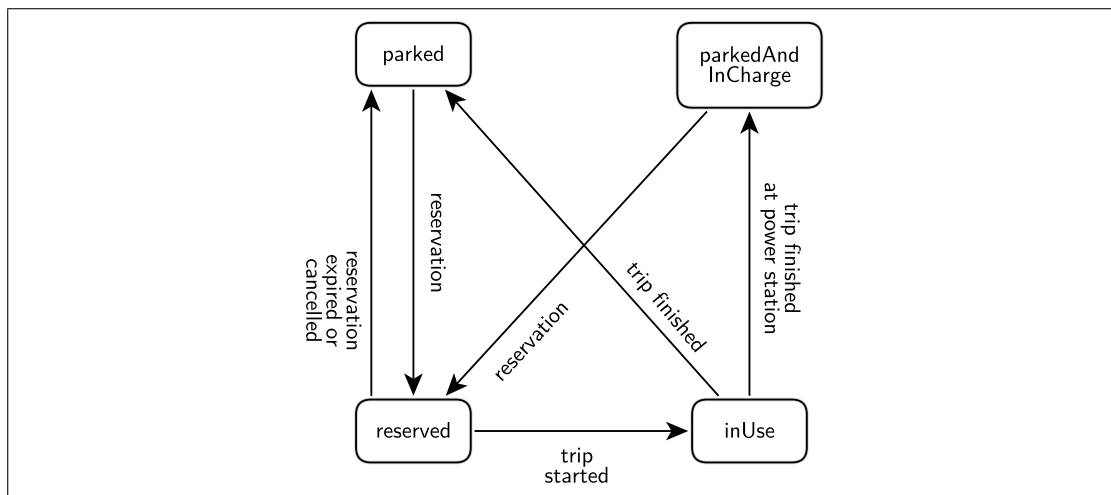 parked
parkedAnd
InCharge
reservation
trip finished
at power station
reservation
expired or
cancelled
trip finished
reservation
reserved
inUse
trip
started